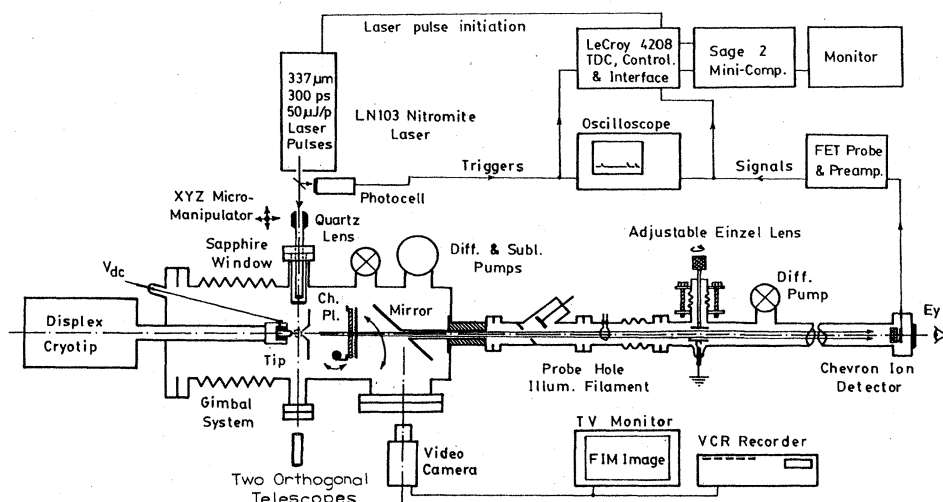 Laser pulse initiation
LeCroy 4208
TDC, Control.
& Interface
Sage 2
Mini-Comp.
Monitor
337µm
300 ps
50µJ/p
Laser
Pulses
LN103 Nitromite
Laser
Oscilloscope
FET Probe
& Preamp.
Triggers
Signals
Photocell
XYZ Micro-
Manipulator
Quartz
Lens
Sapphire
Window
Diff. & Subl.
Pumps
Adjustable Einzel Lens
Diff.
Pump
Vdc
Ch.
Pl.
Mirror
Ey
Displex
Cryotip
Tip
Gimbal
System
Probe Hole
Illum. Filament
Chevron Ion
Detector
Video
Camera
TV Monitor
FIM Image
VCR Recorder
Two Orthogonal
Telescopes